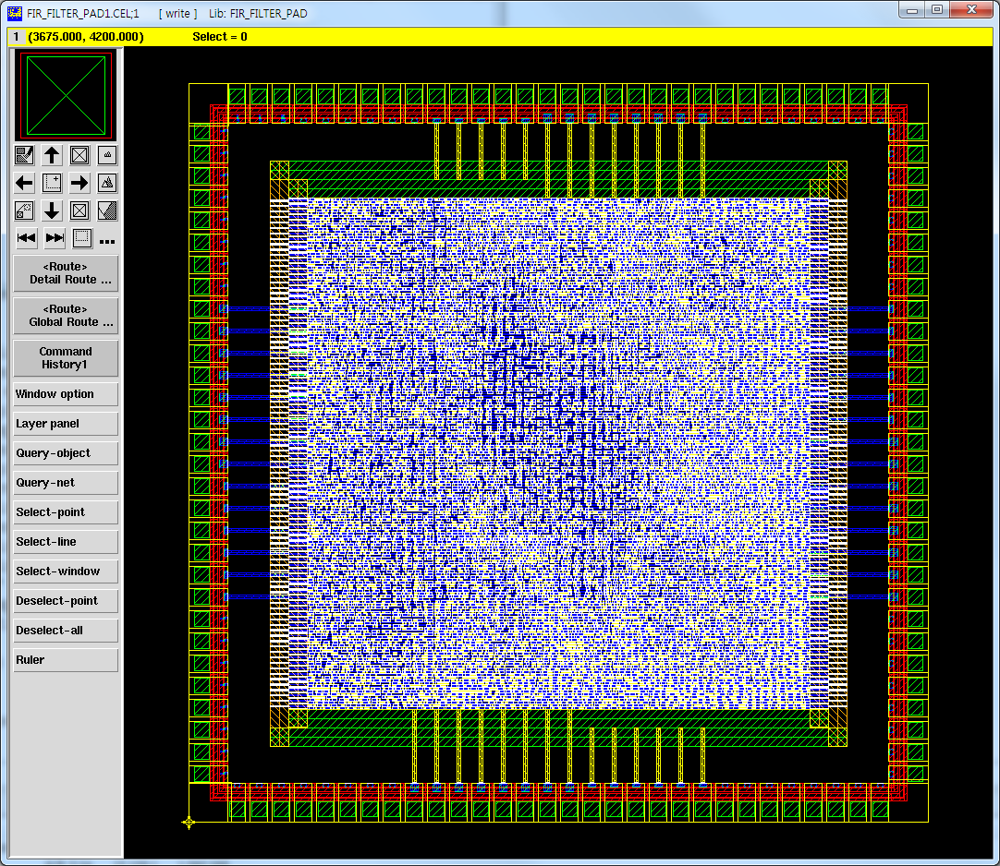 FIR_FILTER_PAD1.CEL;1 [ write ] Lib: FIR_FILTER_PAD
1 (3675.000, 4200.000) Select = 0
<Route>
Detail Route ...
<Route>
Global Route ...
Command
History1
Window option
Layer panel
Query-object
Query-net
Select-point
Select-line
Select-window
Deselect-point
Deselect-all
Ruler